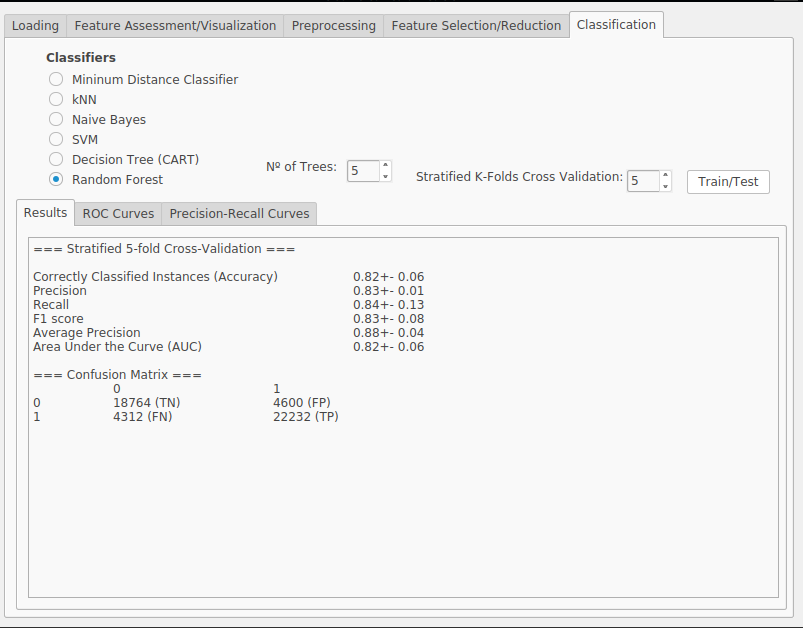 Loading Feature Assessment/Visualization Preprocessing Feature Selection/Reduction Classification
Classifiers
Mininum Distance Classifier
kNN
Naive Bayes
SVM
Decision Tree (CART)
Random Forest
Nº of Trees: 5
Stratified K-Folds Cross Validation: 5 Train/Test
Results ROC Curves Precision-Recall Curves
=== Stratified 5-fold Cross-Validation ===
Correctly Classified Instances (Accuracy) 0.82+- 0.06
Precision 0.83+- 0.01
Recall 0.84+- 0.13
F1 score 0.83+- 0.08
Average Precision 0.88+- 0.04
Area Under the Curve (AUC) 0.82+- 0.06
=== Confusion Matrix ===
0 1
0 18764 (TN) 4600 (FP)
1 4312 (FN) 22232 (TP)